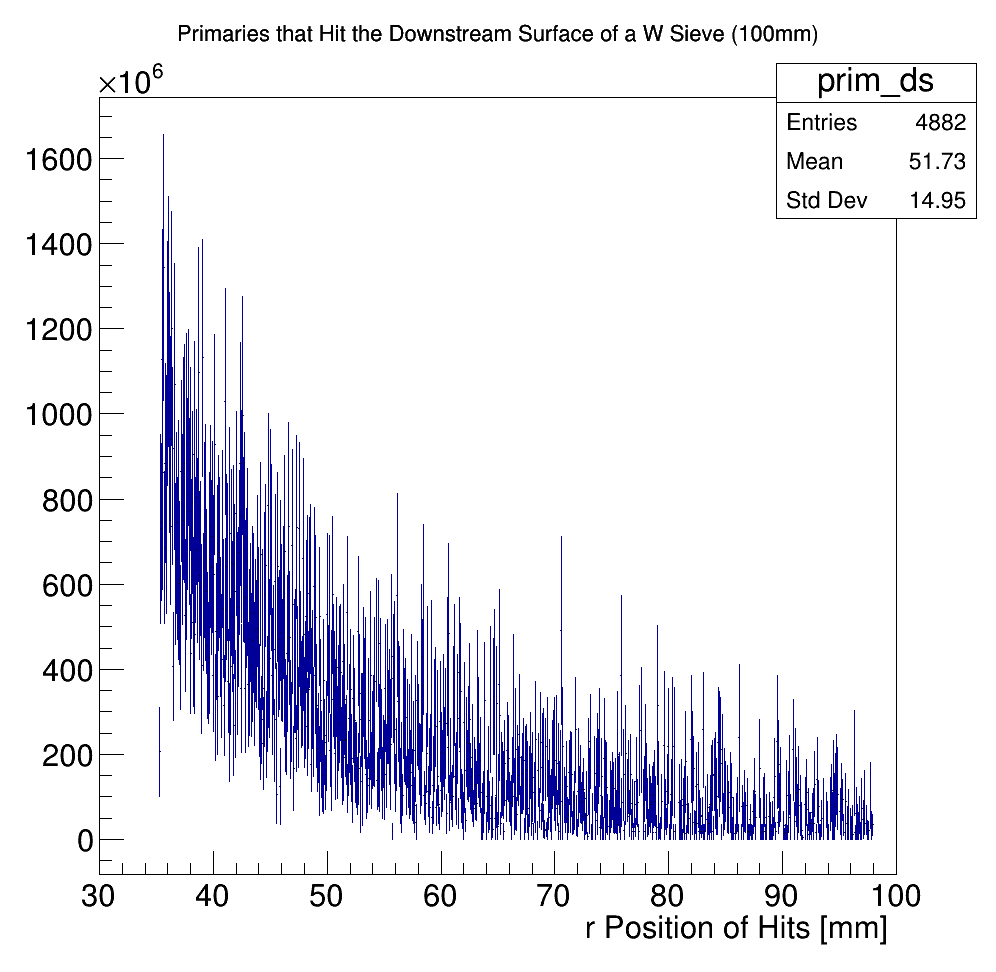 Primaries that Hit the Downstream Surface of a W Sieve (100mm)
×10⁶
prim_ds
Entries 4882
Mean 51.73
Std Dev 14.95
1600
1400
1200
1000
800
600
400
200
0
30 40 50 60 70 80 90 100
r Position of Hits [mm]